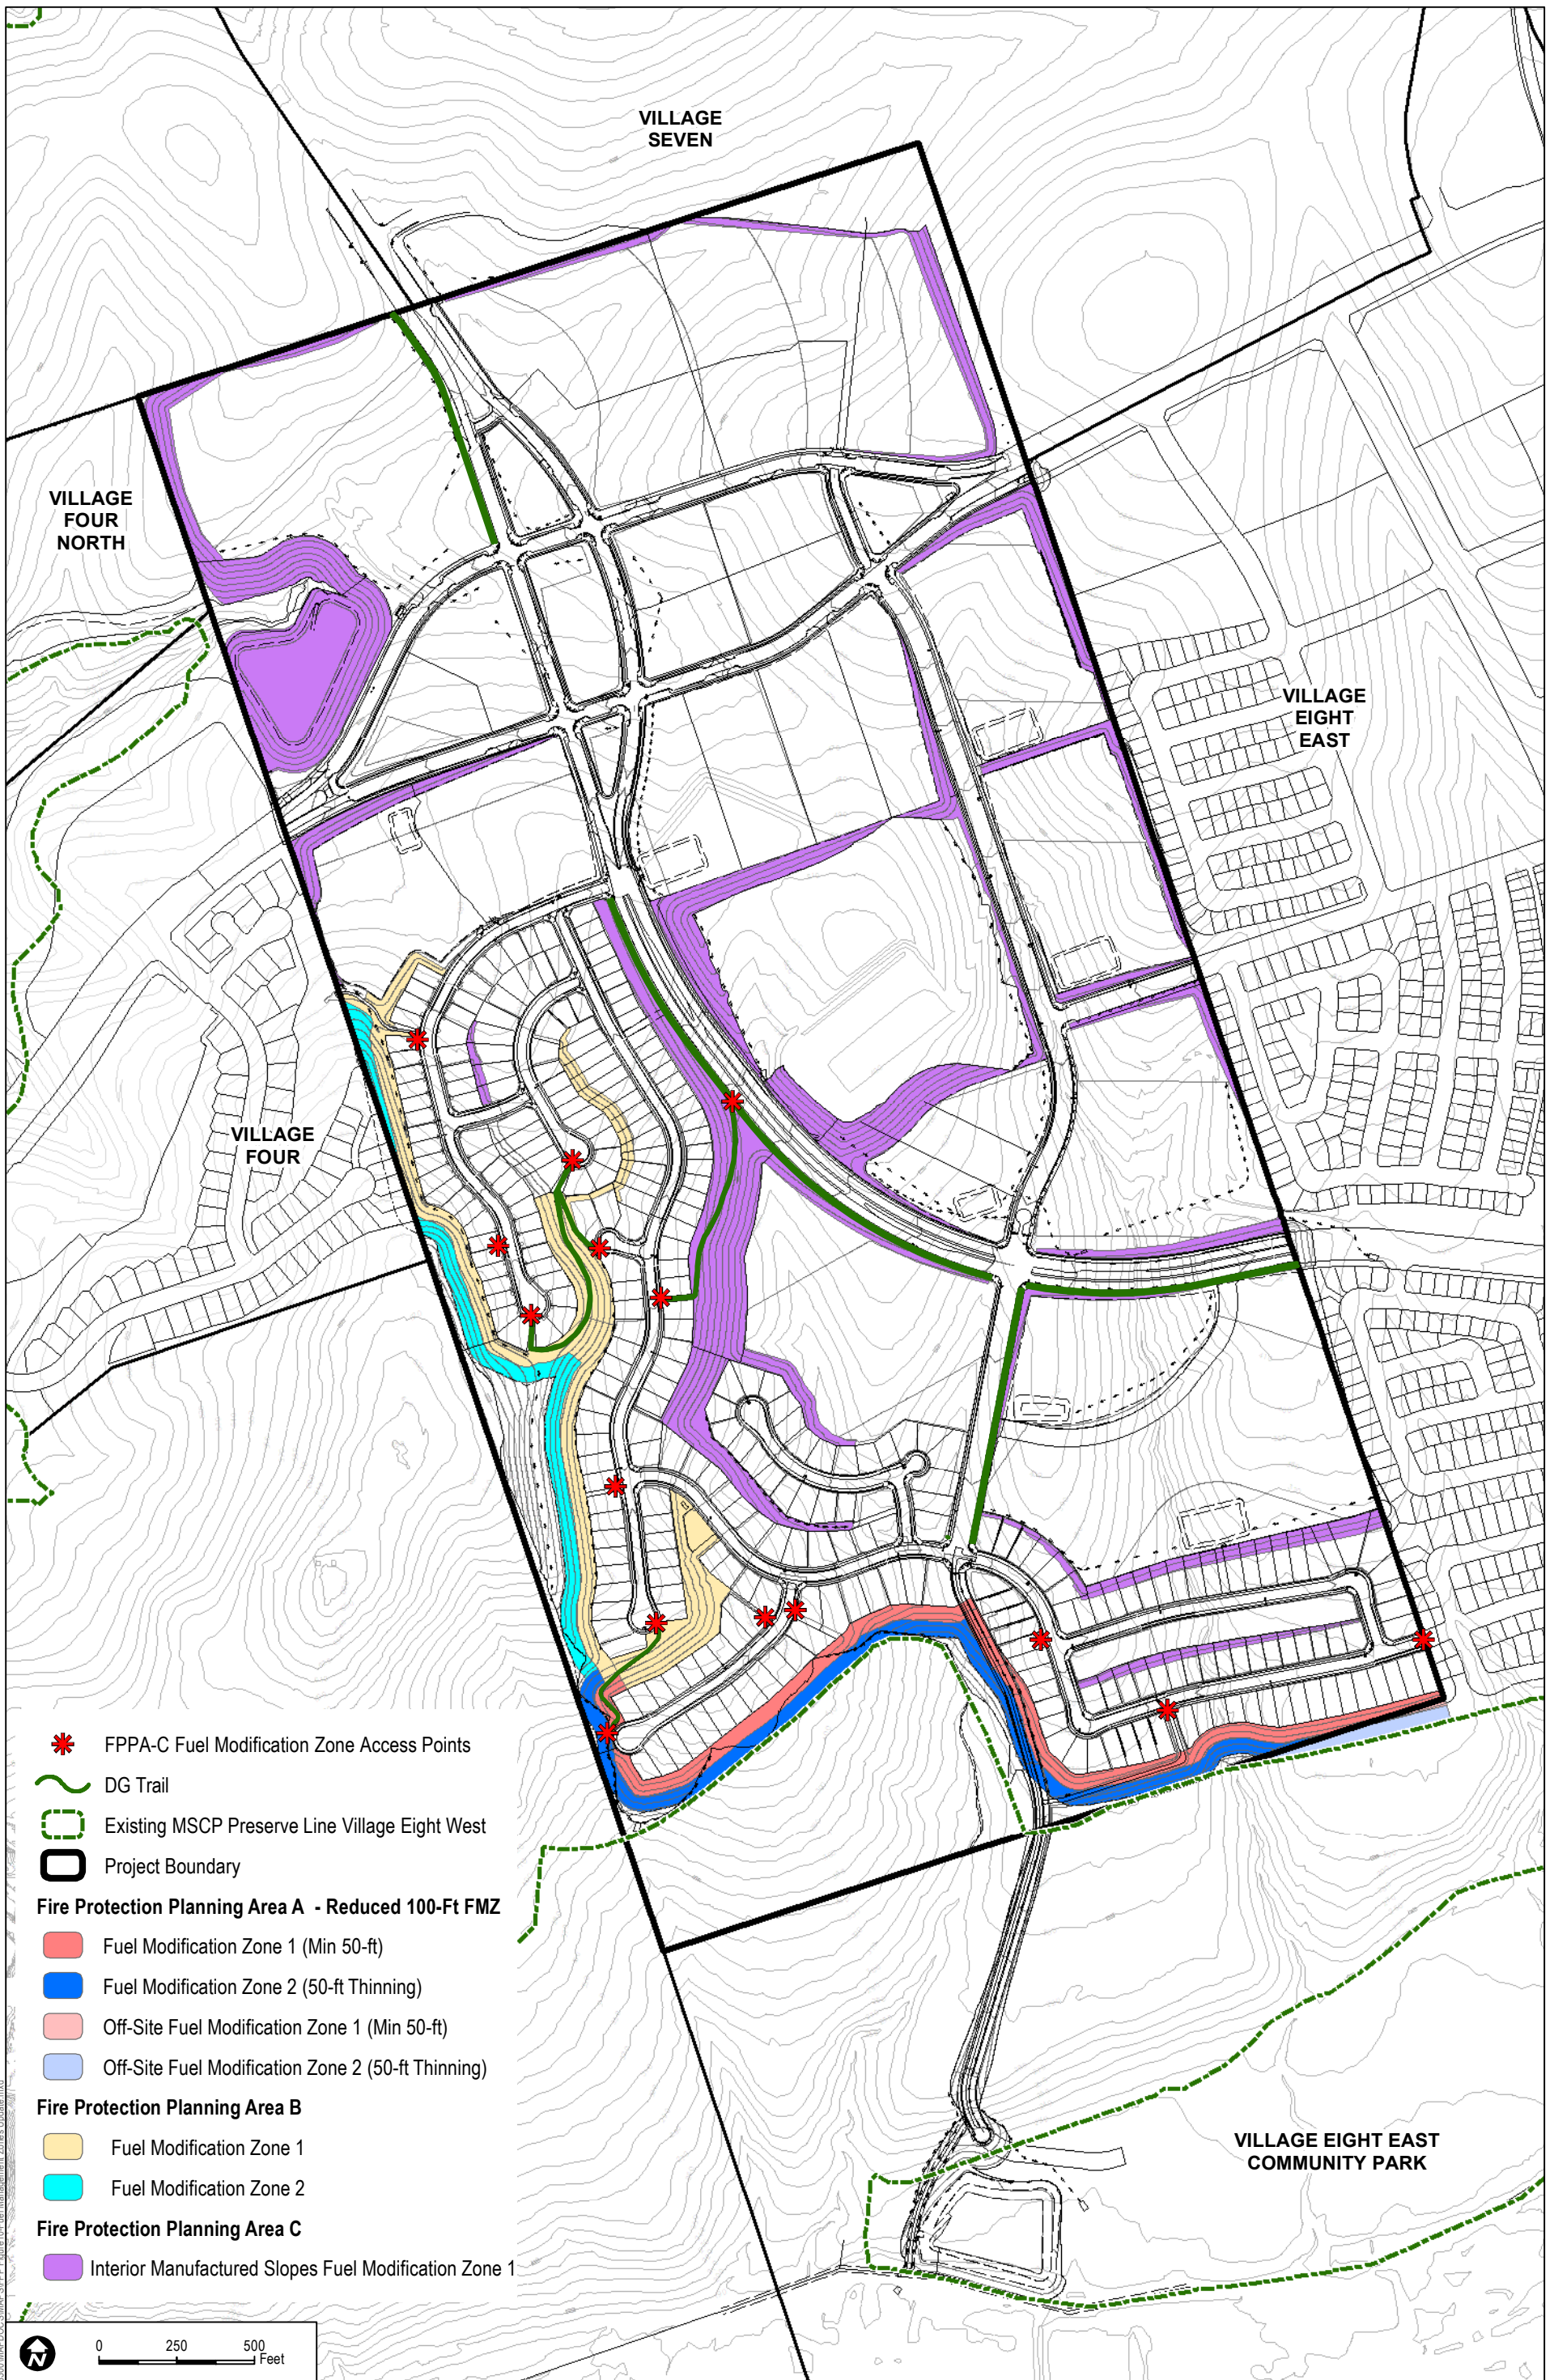 VILLAGE
SEVEN
VILLAGE
FOUR
NORTH
VILLAGE
EIGHT
EAST
VILLAGE
FOUR
FPPA-C Fuel Modification Zone Access Points
DG Trail
Existing MSCP Preserve Line Village Eight West
Project Boundary
Fire Protection Planning Area A - Reduced 100-Ft FMZ
Fuel Modification Zone 1 (Min 50-ft)
Fuel Modification Zone 2 (50-ft Thinning)
Off-Site Fuel Modification Zone 1 (Min 50-ft)
Off-Site Fuel Modification Zone 2 (50-ft Thinning)
Fire Protection Planning Area B
Fuel Modification Zone 1
Fuel Modification Zone 2
Fire Protection Planning Area C
Interior Manufactured Slopes Fuel Modification Zone 1
VILLAGE EIGHT EAST
COMMUNITY PARK
N
0 250 500
Feet